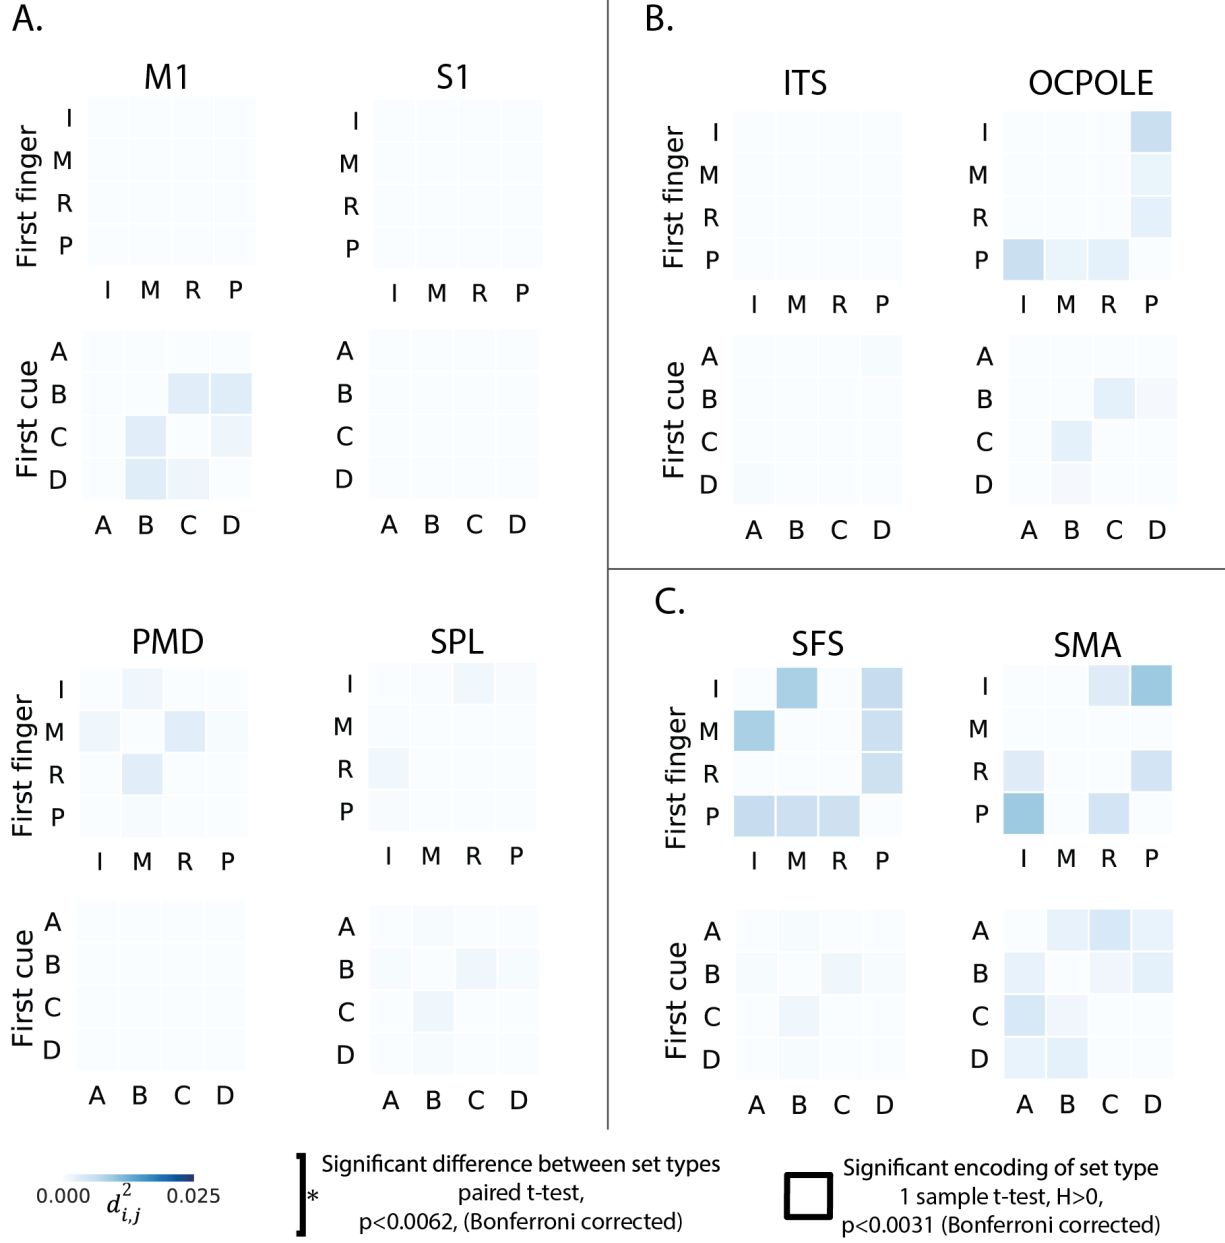 A.
M1
S1
First finger
I
M
R
P
I M R P
I
M
R
P
I M R P
First cue
A
B
C
D
A B C D
A
B
C
D
A B C D
PMD
SPL
First finger
I
M
R
P
I M R P
I
M
R
P
I M R P
First cue
A
B
C
D
A B C D
A
B
C
D
A B C D
B.
ITS
OCPOLE
First finger
I
M
R
P
I M R P
I
M
R
P
I M R P
First cue
A
B
C
D
A B C D
A
B
C
D
A B C D
C.
SFS
SMA
First finger
I
M
R
P
I M R P
I
M
R
P
I M R P
First cue
A
B
C
D
A B C D
A
B
C
D
A B C D
0.000 0.025
d²i,j
*
Significant difference between set types
paired t-test,
p<0.0062, (Bonferroni corrected)
Significant encoding of set type
1 sample t-test, H>0,
p<0.0031 (Bonferroni corrected)